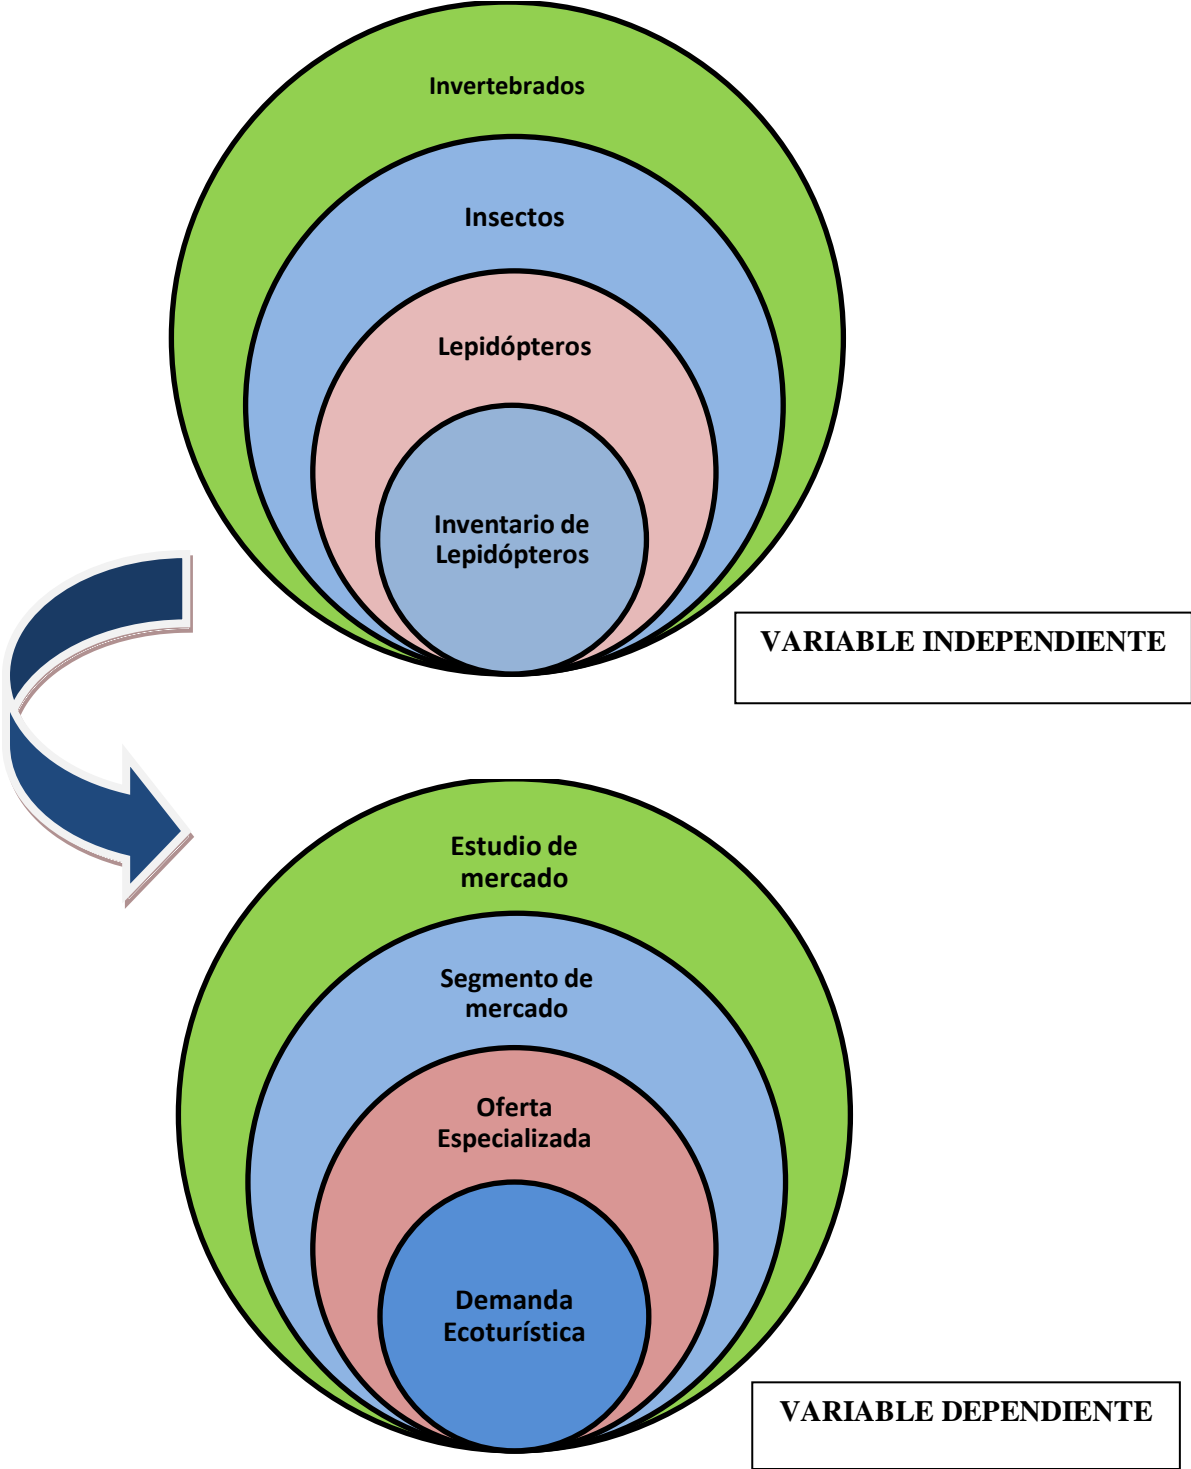 Invertebrados
Insectos
Lepidópteros
Inventario de
Lepidópteros
VARIABLE INDEPENDIENTE
Estudio de
mercado
Segmento de
mercado
Oferta
Especializada
Demanda
Ecoturística
VARIABLE DEPENDIENTE